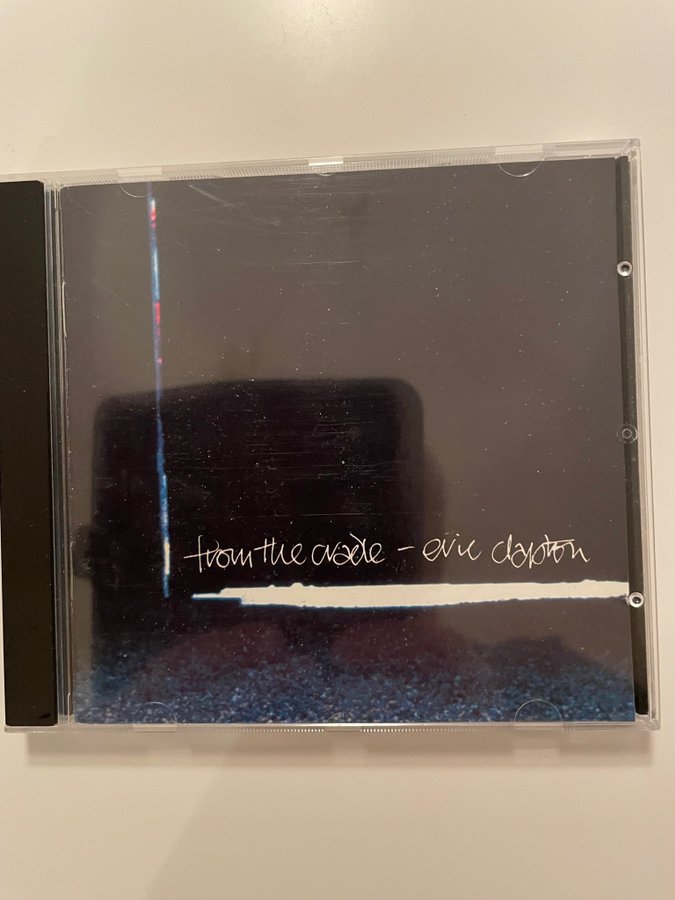 from the cradle - eric clapton